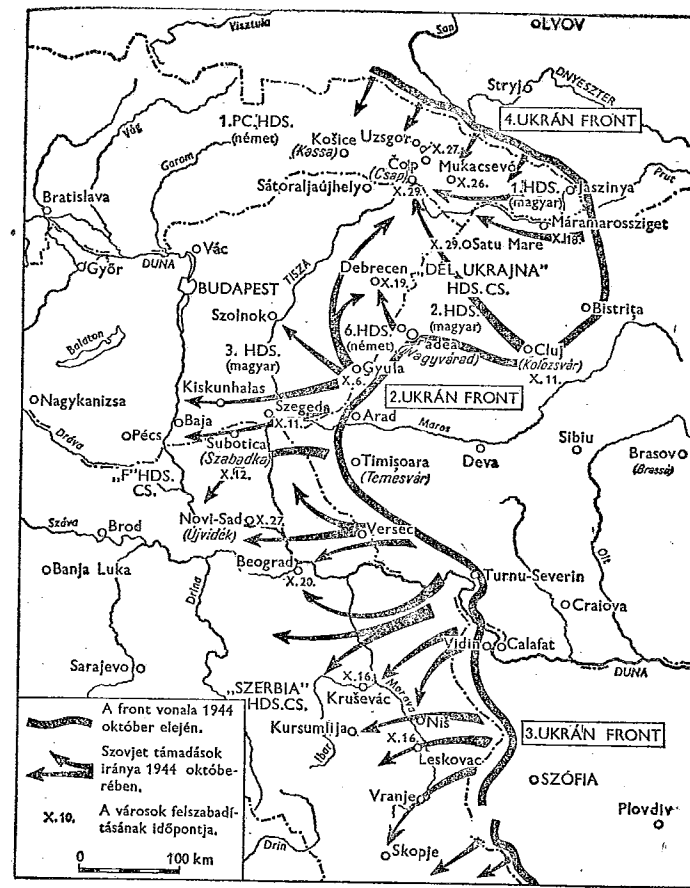 Visztula
San
LVOV
Stryj
DNYESZTER
4.UKRÁN FRONT
Vág
1.PC.HDS.
(német)
Garam
Košice
(Kassa)
Uzsgorod
X.27.
Čop
(Csap)
X.29.
Mukacsevó
X.26.
Prut
Jaszinya
1.HDS.
(magyar)
Sátoraljaújhely
Máramarossziget
X.18.
Bratislava
Győr
DUNA
Vác
BUDAPEST
TISZA
X.29.
Satu Mare
Debrecen
X.19.
„DÉL UKRAJNA"
HDS.CS.
Szolnok
2.HDS.
(magyar)
Bistrița
Balaton
6.HDS.
(német)
(Nagyvárad)
Cluj
(Kolozsvár)
X.11.
3. HDS.
(magyar)
Gyula
X.6.
Kiskunhalas
2.UKRÁN FRONT
Nagykanizsa
Baja
Szeged
X.11.
Arad
Maros
Dráva
Pécs
Subotica
(Szabadka)
X.12.
Deva
Sibiu
Brasov
(Brassó)
„F"HDS.
CS.
Timișoara
(Temesvár)
Száva
Brod
Novi-Sad
X.27.
(Újvidék)
Versec
Olt
Beograd
X.20.
Banja Luka
Drina
Turnu-Severin
Craiova
Vidin
Calafat
DUNA
Sarajevo
„SZERBIA"
HDS.CS.
X.16.
Kruševác
Morava
Kursumlija
Niš
3.UKRÁN FRONT
Ibar
X.16.
Leskovac
SZÓFIA
Vranje
Plovdiv
Drin
Skopje
A front vonala 1944
október elején.
Szovjet támadások
iránya 1944 októbe-
rében.
X.10.
A városok felszabadí-
tásának időpontja.
0
100 km